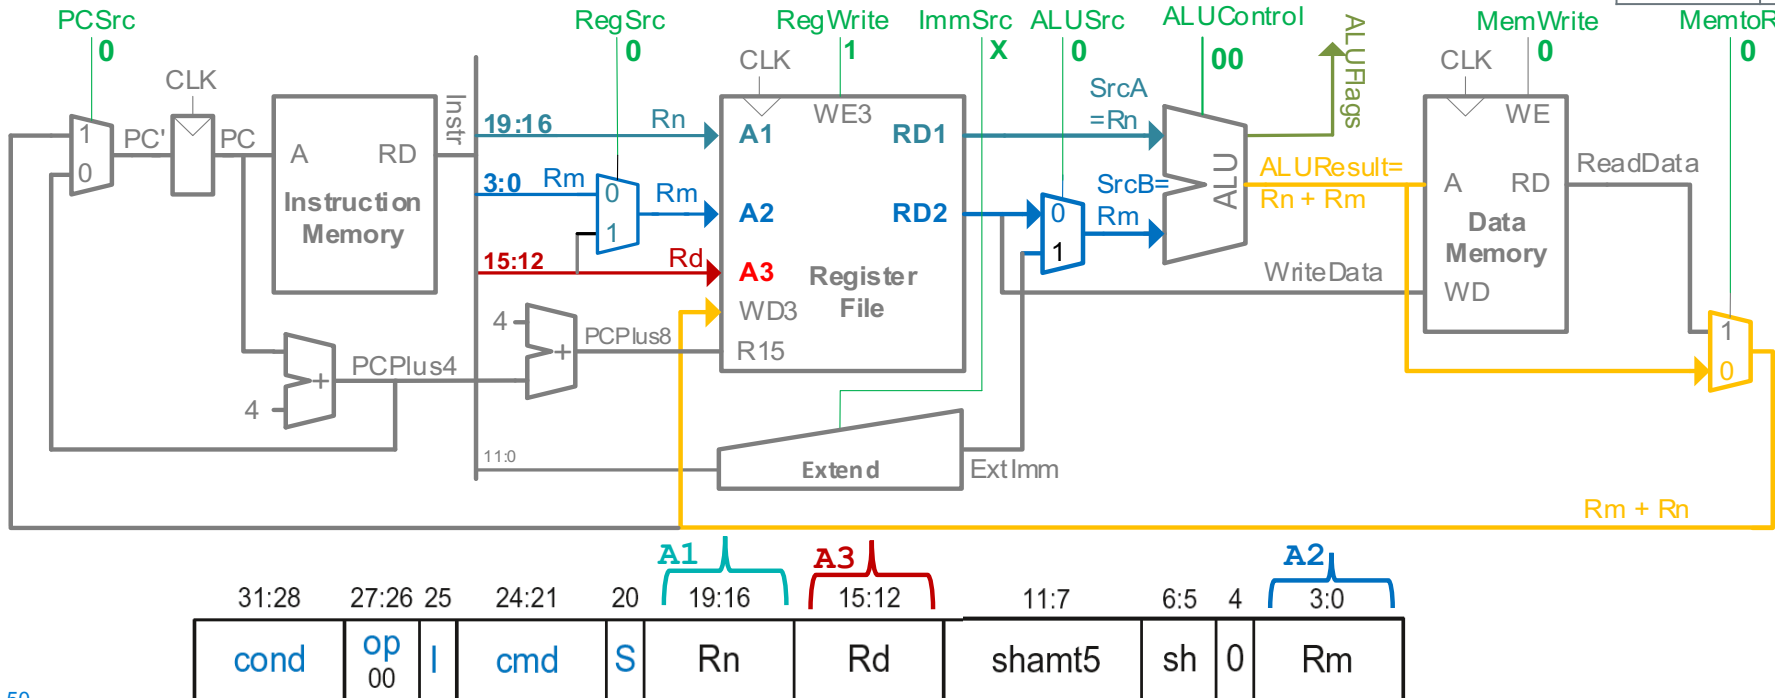 PCSrc RegSrc RegWrite ImmSrc ALUSrc ALUControl MemWrite MemtoR
0 0 1 X 0 00 0 0
ALUFlags
CLK CLK CLK
Instr
1 PC' PC A RD
0
Instruction
Memory
19:16 Rn A1 WE3 RD1
SrcA
=Rn
3:0 Rm 0 Rm A2 RD2 0
1 1
SrcB=
Rm
ALU
ALUResult=
Rn + Rm
WE
A RD ReadData
Data
Memory
15:12 Rd A3 Register
File
WriteData WD
4 WD3
PCPlus8 R15
+
1
0
PCPlus4
+
4
11:0 Extend ExtImm
Rm + Rn
A1 A3 A2
31:28 27:26 25 24:21 20 19:16 15:12 11:7 6:5 4 3:0
cond op I cmd S Rn Rd shamt5 sh 0 Rm
00
50